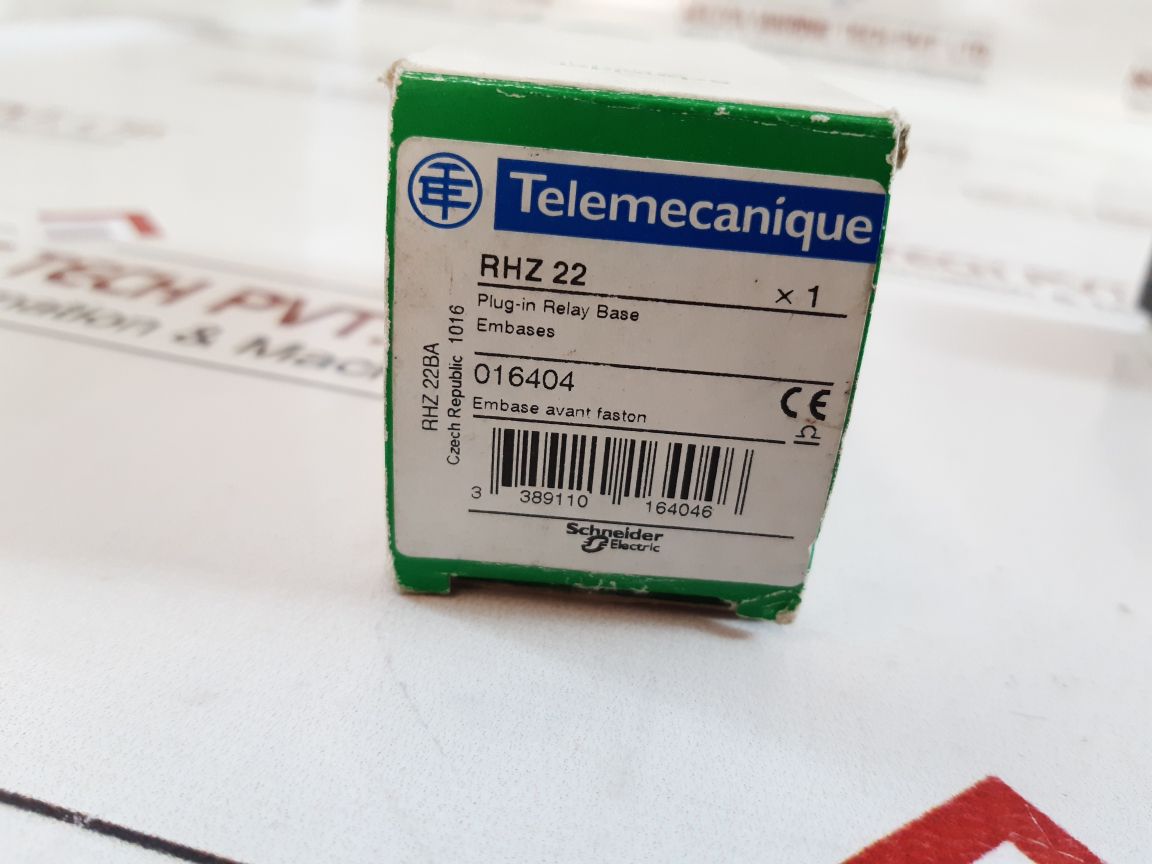 Telemecanique
RHZ 22
× 1
Plug-in Relay Base
Embases
016404
Embase avant faston
CE
RHZ 22BA
Czech Republic 1016
3 389110 164046
Schneider
Electric
TECH PVT
& Mac